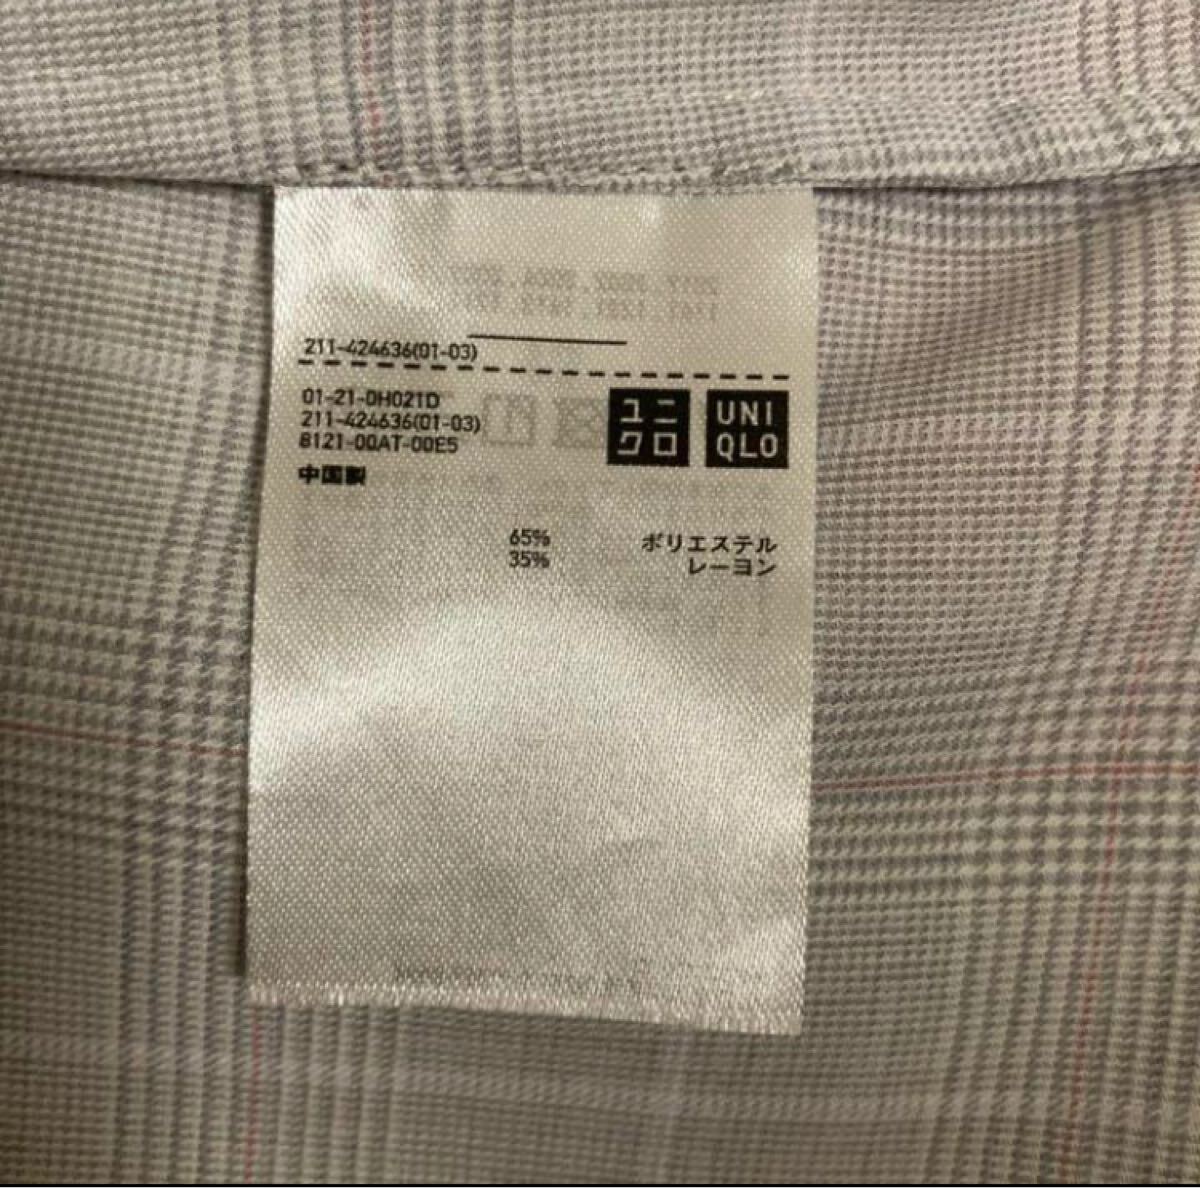 211-424636(01-03)
01-21-0H021D
211-424636(01-03)
8121-00AT-00E5
中国製
ユニ
クロ
UNI
QLO
65% ポリエステル
35% レーヨン